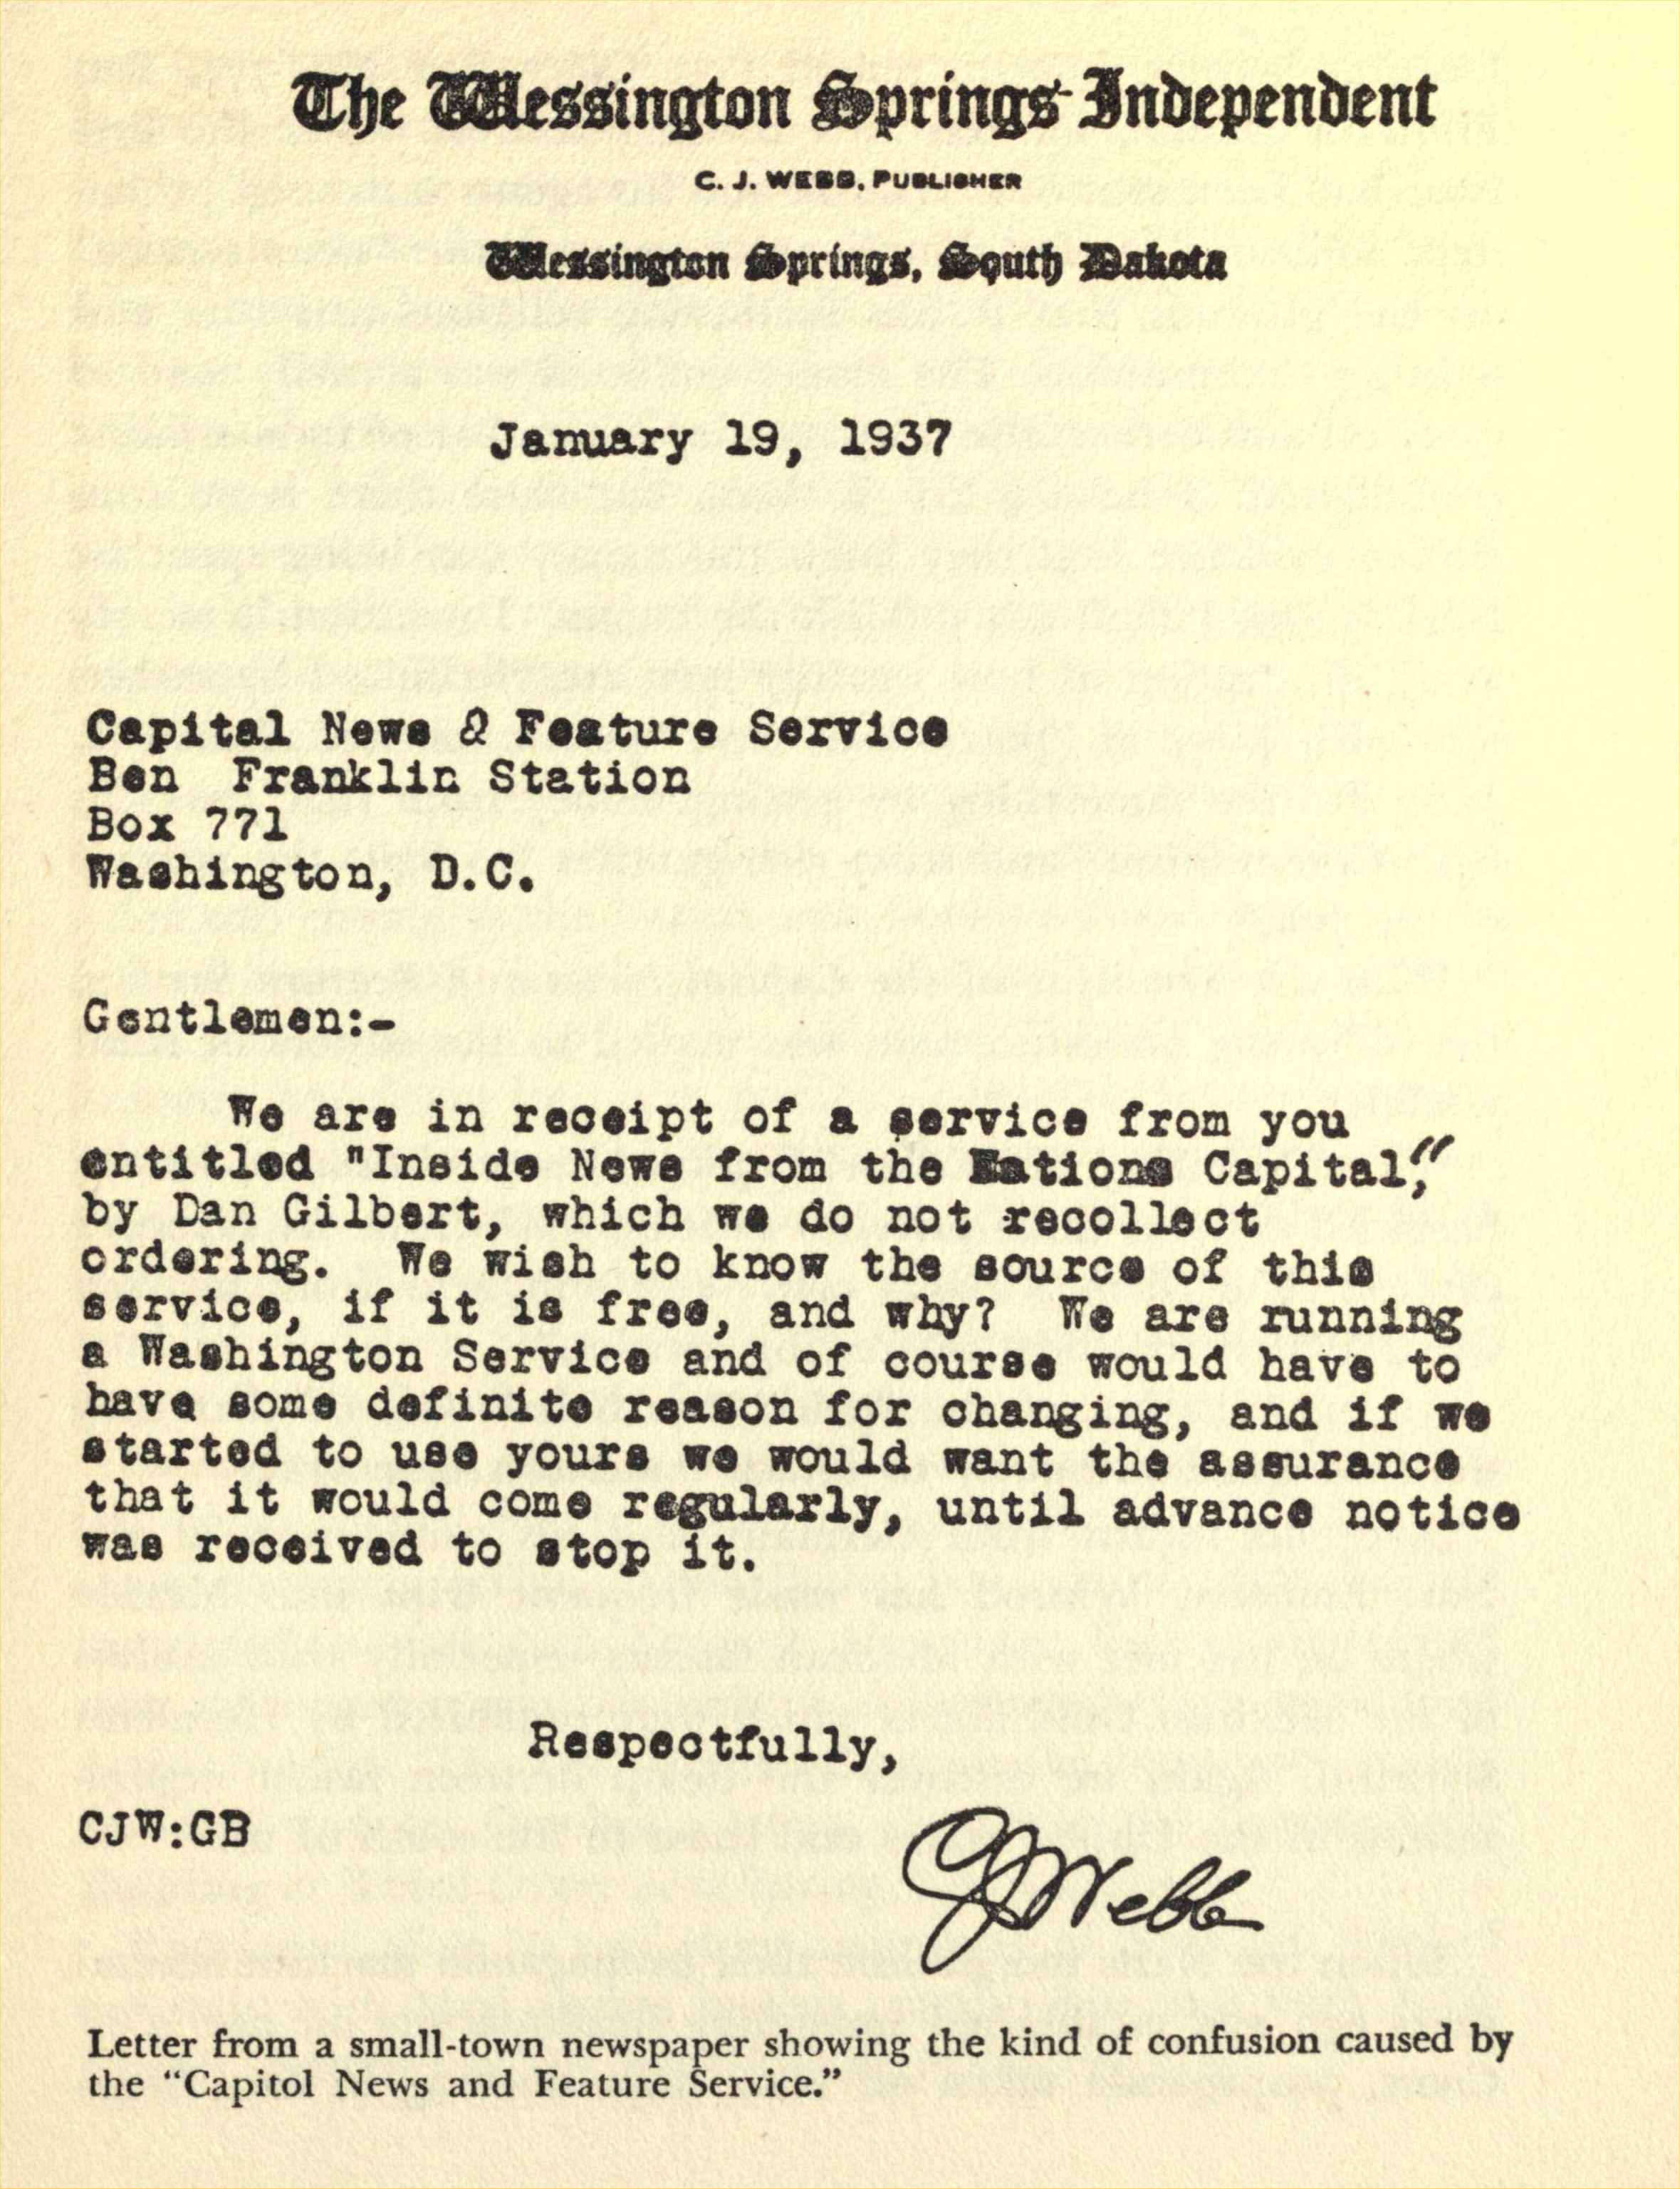 The Wessington Springs Independent
C. J. WEBB, PUBLISHER
Wessington Springs, South Dakota
January 19, 1937
Capital News & Feature Service
Ben Franklin Station
Box 771
Washington, D.C.
Gentlemen:-
We are in receipt of a service from you
entitled "Inside News from the Nations Capital,"
by Dan Gilbert, which we do not recollect
ordering. We wish to know the source of this
service, if it is free, and why? We are running
a Washington Service and of course would have to
have some definite reason for changing, and if we
started to use yours we would want the assurance
that it would come regularly, until advance notice
was received to stop it.
Respectfully,
CJW:GB
CJWebb
Letter from a small-town newspaper showing the kind of confusion caused by
the “Capitol News and Feature Service.”